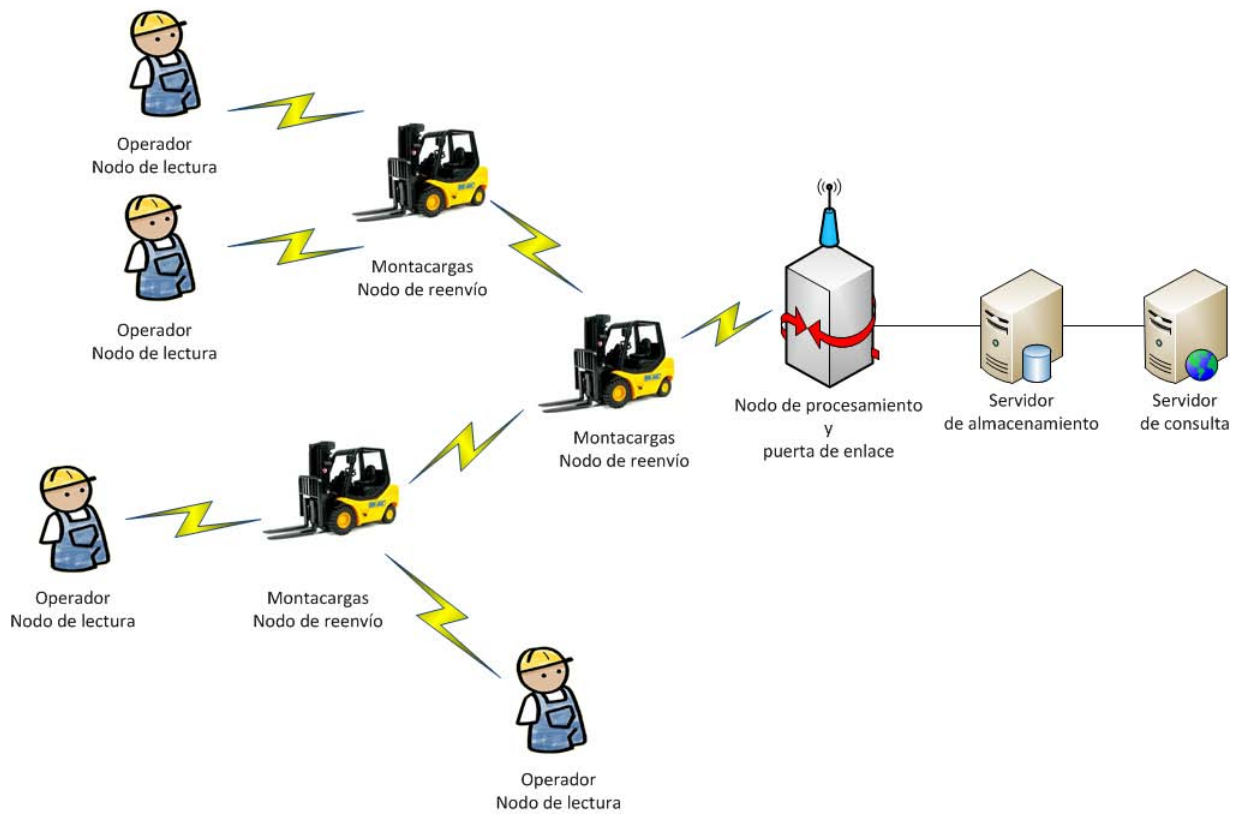 Operador
Nodo de lectura
Montacargas
Nodo de reenvío
Operador
Nodo de lectura
Montacargas
Nodo de reenvío
Nodo de procesamiento
y
puerta de enlace
Servidor
de almacenamiento
Servidor
de consulta
Operador
Nodo de lectura
Montacargas
Nodo de reenvío
Operador
Nodo de lectura